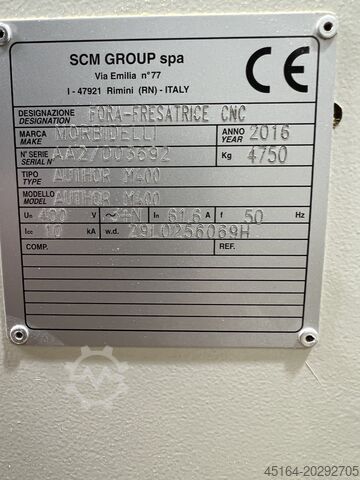 SCM GROUP spa
Via Emilia n°77
I - 47921 Rimini (RN) - ITALY
CE
DESIGNAZIONE DESIGNATION FORA-FRESATRICE CNC
MARCA MAKE MORBIDELLI ANNO YEAR 2016
N° SERIE SERIAL N° AA2/003692 Kg 4750
TIPO TYPE AUTHOR M400
MODELLO MODEL AUTHOR M400
Un 400 V In 61.6 A f 50 Hz
Icc 10 kA w.d. Z9L0256069H
COMP. REF.
Machineseeker
45164-20292705